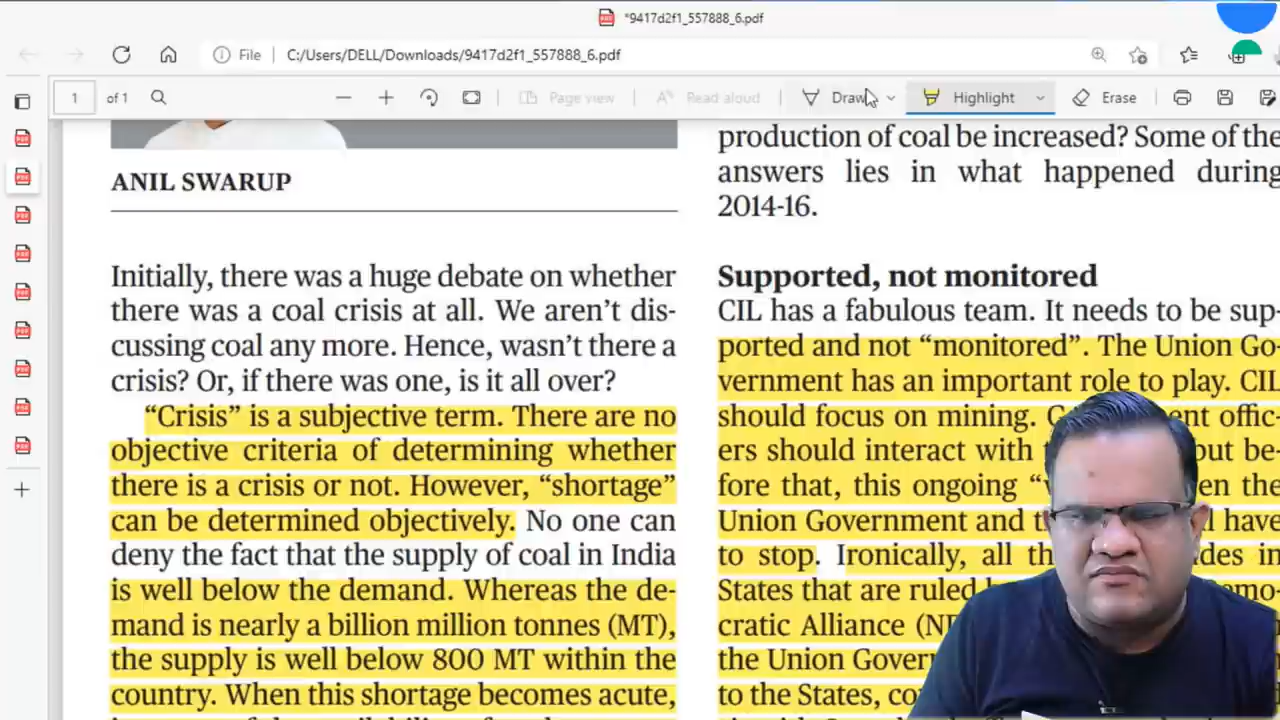 *9417d2f1_557888_6.pdf
File
C:/Users/DELL/Downloads/9417d2f1_557888_6.pdf
1 of 1
Page view
Read aloud
Draw
Highlight
Erase
ANIL SWARUP
Initially, there was a huge debate on whether
there was a coal crisis at all. We aren’t dis-
cussing coal any more. Hence, wasn’t there a
crisis? Or, if there was one, is it all over?
“Crisis” is a subjective term. There are no
objective criteria of determining whether
there is a crisis or not. However, “shortage”
can be determined objectively. No one can
deny the fact that the supply of coal in India
is well below the demand. Whereas the de-
mand is nearly a billion million tonnes (MT),
the supply is well below 800 MT within the
country. When this shortage becomes acute,
production of coal be increased? Some of the
answers lies in what happened during
2014-16.
Supported, not monitored
CIL has a fabulous team. It needs to be sup-
ported and not “monitored”. The Union Go-
vernment has an important role to play. CIL
should focus on mining. ent offic-
ers should interact with but be-
fore that, this ongoing en the
Union Government and have
to stop. Ironically, all in
States that are ruled
cratic Alliance
the Union
to the States,